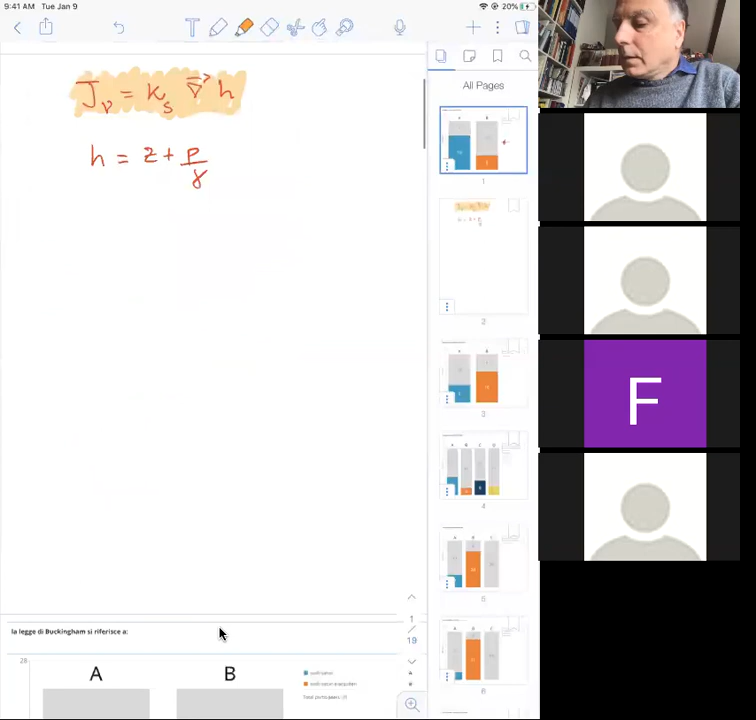 9:41 AM Tue Jan 9
20%
J_v = K_s ∇⃗ h
h = z + P/γ
All Pages
1
2
3
4
5
6
1
/
19
F
la legge di Buckingham si riferisce a:
28
A
B